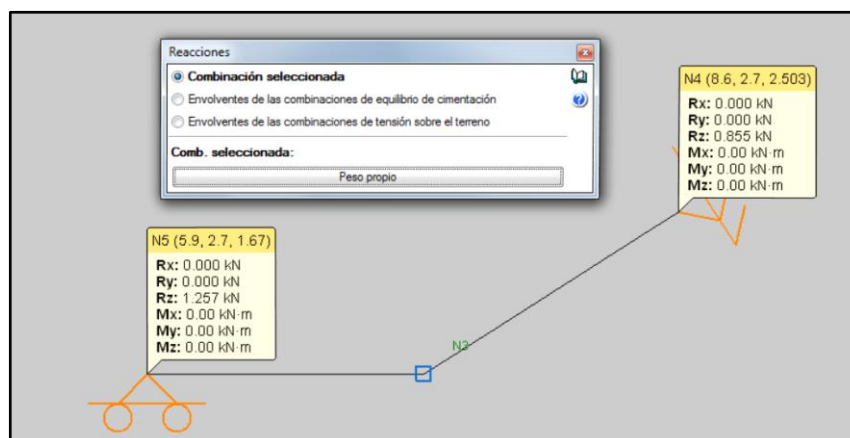 Reacciones
Combinación seleccionada
Envolventes de las combinaciones de equilibrio de cimentación
Envolventes de las combinaciones de tensión sobre el terreno
Comb. seleccionada:
Peso propio
N4 (8.6, 2.7, 2.503)
Rx: 0.000 kN
Ry: 0.000 kN
Rz: 0.855 kN
Mx: 0.00 kN·m
My: 0.00 kN·m
Mz: 0.00 kN·m
N5 (5.9, 2.7, 1.67)
Rx: 0.000 kN
Ry: 0.000 kN
Rz: 1.257 kN
Mx: 0.00 kN·m
My: 0.00 kN·m
Mz: 0.00 kN·m
N3